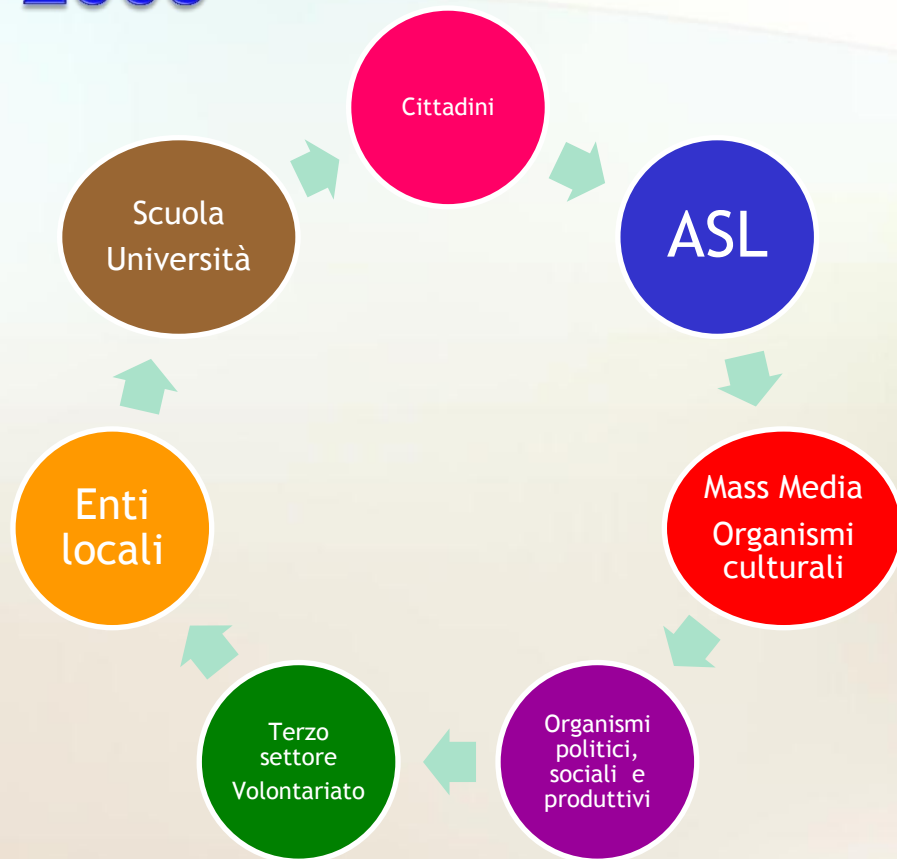 Cittadini
ASL
Mass Media
Organismi
culturali
Organismi
politici,
sociali e
produttivi
Terzo
settore
Volontariato
Enti
locali
Scuola
Università